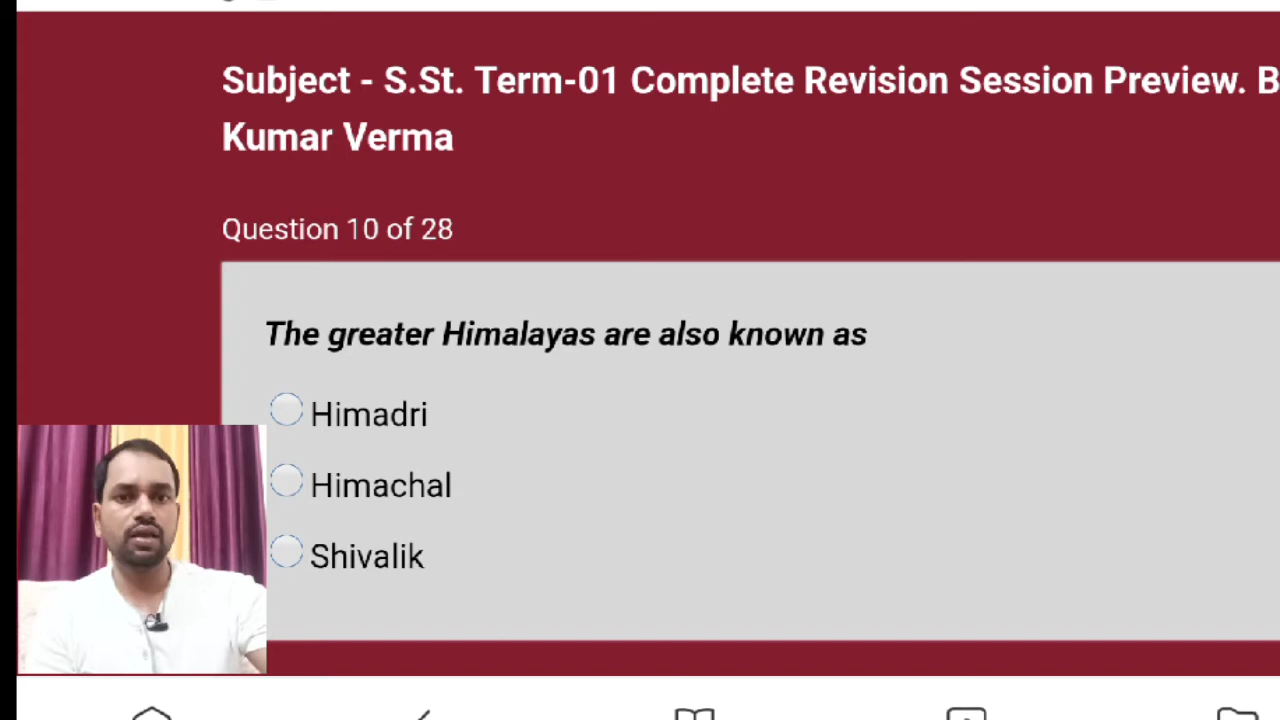 Subject - S.St. Term-01 Complete Revision Session Preview. B
Kumar Verma
Question 10 of 28
The greater Himalayas are also known as
Himadri
Himachal
Shivalik